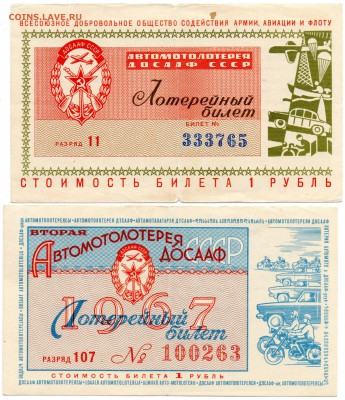 COINS.LAVE.RU
ВСЕСОЮЗНОЕ ДОБРОВОЛЬНОЕ ОБЩЕСТВО СОДЕЙСТВИЯ АРМИИ, АВИАЦИИ И ФЛОТУ
ДОСААФ СССР
АВТОМОТОЛОТЕРЕЯ
ДОСААФ СССР
Лотерейный
билет
БИЛЕТ №
РАЗРЯД 11
333765
СТОИМОСТЬ БИЛЕТА 1 РУБЛЬ
ВТОРАЯ
АВТОМОТОЛОТЕРЕЯ
СССР
ДОСААФ
1967
Лотерейный
билет
РАЗРЯД 107 № 100263
СТОИМОСТЬ БИЛЕТА 1 РУБЛЬ